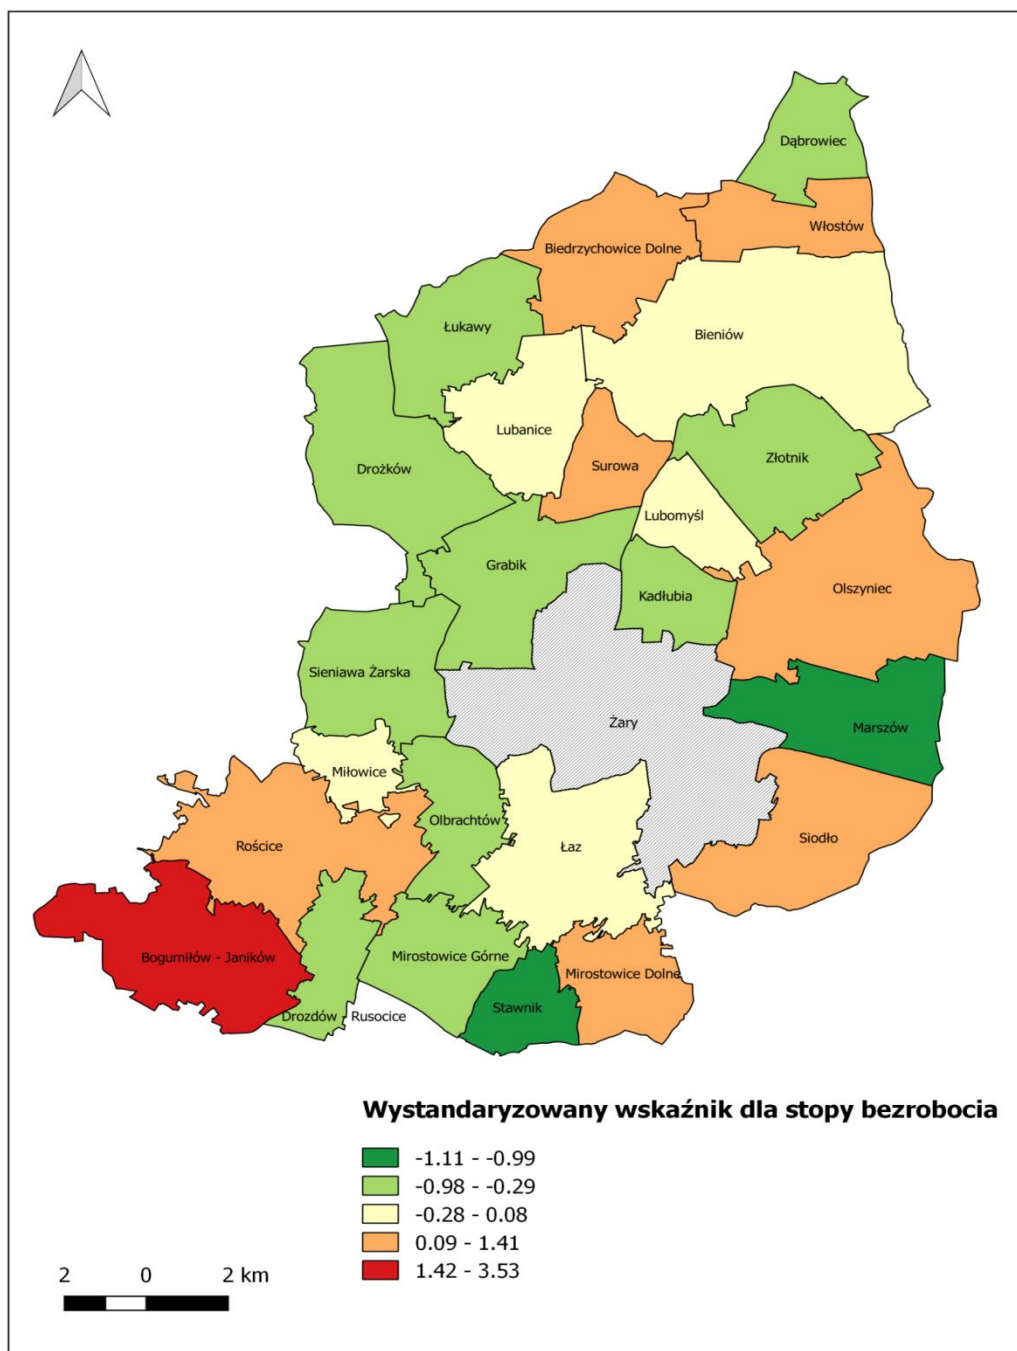 Dąbrowiec
Włostów
Biedrzychowice Dolne
Łukawy
Bieniów
Lubanice
Złotnik
Surowa
Drożków
Lubomyśl
Grabik
Olszyniec
Kadłubia
Sieniawa Żarska
Żary
Marszów
Miłowice
Olbrachtów
Siodło
Rościce
Łaz
Bogumiłów - Janików
Mirostowice Górne
Mirostowice Dolne
Stawnik
Drozdów
Rusocice
Wystandaryzowany wskaźnik dla stopy bezrobocia
-1.11 - -0.99
-0.98 - -0.29
-0.28 - 0.08
0.09 - 1.41
1.42 - 3.53
2 0 2 km